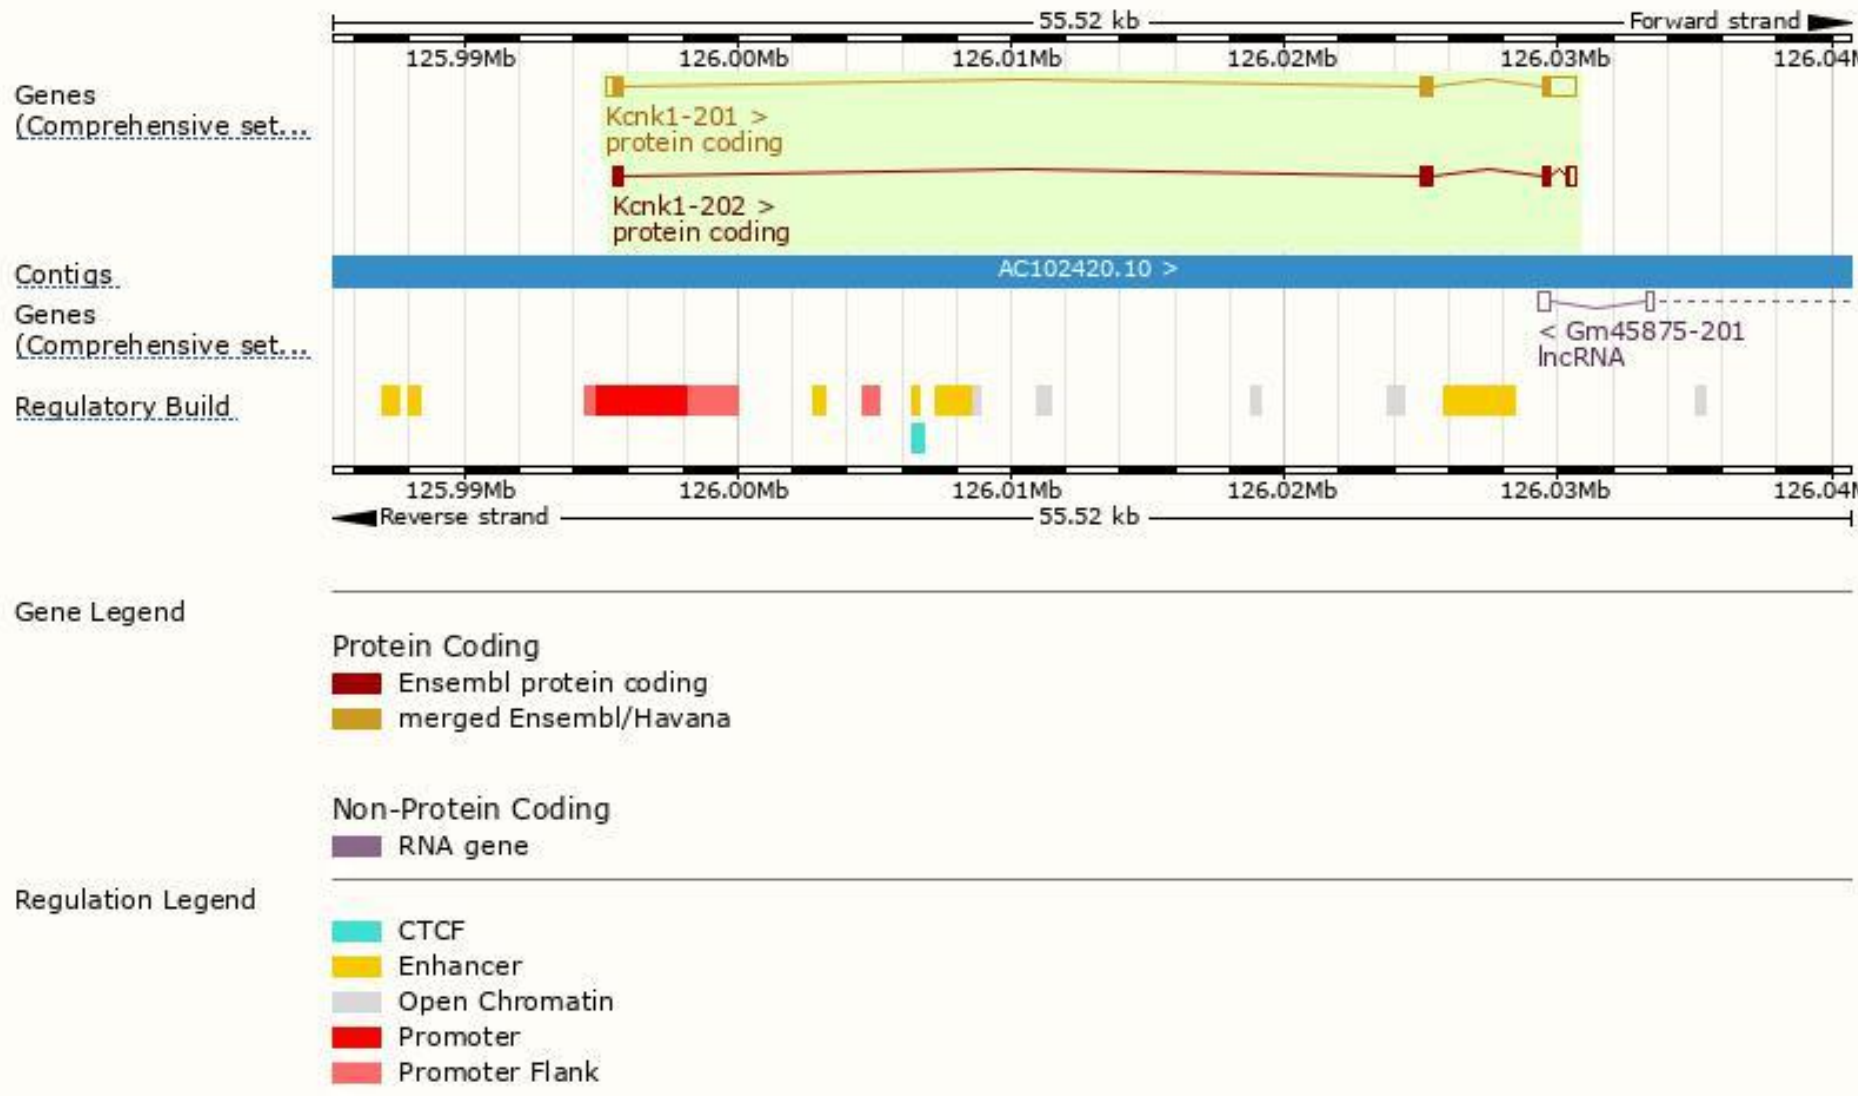 55.52 kb Forward strand
125.99Mb 126.00Mb 126.01Mb 126.02Mb 126.03Mb 126.04M
Genes
(Comprehensive set...
Kcnk1-201 >
protein coding
Kcnk1-202 >
protein coding
Contigs AC102420.10 >
Genes
(Comprehensive set...
< Gm45875-201
lncRNA
Regulatory Build
125.99Mb 126.00Mb 126.01Mb 126.02Mb 126.03Mb 126.04M
Reverse strand 55.52 kb
Gene Legend
Protein Coding
Ensembl protein coding
merged Ensembl/Havana
Non-Protein Coding
RNA gene
Regulation Legend
CTCF
Enhancer
Open Chromatin
Promoter
Promoter Flank